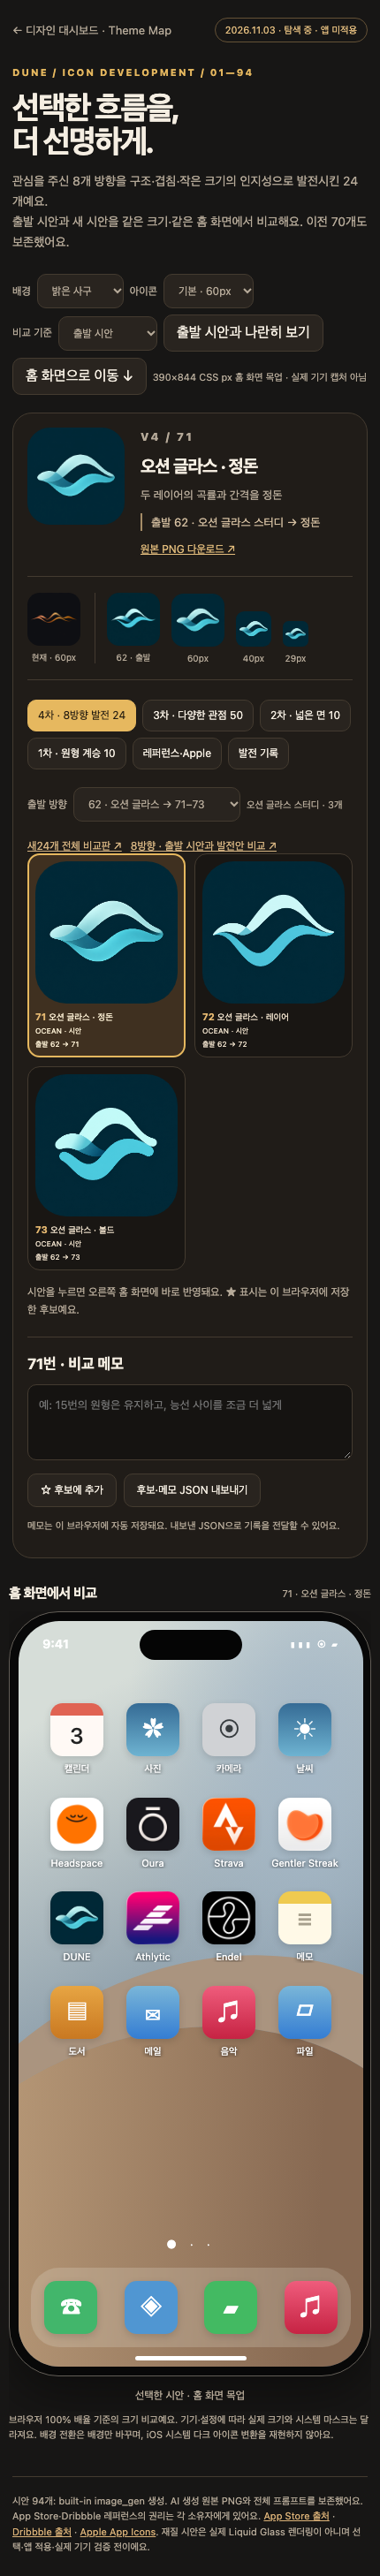 ← 디자인 대시보드 · Theme Map
2026.11.03 · 탐색 중 · 앱 미적용
DUNE / ICON DEVELOPMENT / 01—94
선택한 흐름을,
더 선명하게.
관심을 주신 8개 방향을 구조·겹침·작은 크기의 인지성으로 발전시킨 24
개예요.
출발 시안과 새 시안을 같은 크기·같은 홈 화면에서 비교해요. 이전 70개도
보존했어요.
배경 밝은 사구 아이콘 기본 · 60px
비교 기준 출발 시안 출발 시안과 나란히 보기
홈 화면으로 이동 ↓ 390×844 CSS px 홈 화면 목업 · 실제 기기 캡처 아님
V4 / 71
오션 글라스 · 정돈
두 레이어의 곡률과 간격을 정돈
출발 62 · 오션 글라스 스터디 → 정돈
원본 PNG 다운로드 ↗
현재 · 60px 62 · 출발 60px 40px 29px
4차 · 8방향 발전 24 3차 · 다양한 관점 50 2차 · 넓은 면 10
1차 · 원형 계승 10 레퍼런스·Apple 발전 기록
출발 방향 62 · 오션 글라스 → 71–73 오션 글라스 스터디 · 3개
새24개 전체 비교판 ↗ 8방향 · 출발 시안과 발전안 비교 ↗
71 오션 글라스 · 정돈
OCEAN · 시안
출발 62 → 71
72 오션 글라스 · 레이어
OCEAN · 시안
출발 62 → 72
73 오션 글라스 · 볼드
OCEAN · 시안
출발 62 → 73
시안을 누르면 오른쪽 홈 화면에 바로 반영돼요. ★ 표시는 이 브라우저에 저장
한 후보예요.
71번 · 비교 메모
예: 15번의 원형은 유지하고, 능선 사이를 조금 더 넓게
☆ 후보에 추가 후보·메모 JSON 내보내기
메모는 이 브라우저에 자동 저장돼요. 내보낸 JSON으로 기록을 전달할 수 있어요.
홈 화면에서 비교 71 · 오션 글라스 · 정돈
9:41
3
캘린더 사진 카메라 날씨
Headspace Oura Strava Gentler Streak
DUNE Athlytic Endel 메모
도서 메일 음악 파일
선택한 시안 · 홈 화면 목업
브라우저 100% 배율 기준의 크기 비교예요. 기기·설정에 따라 실제 크기와 시스템 마스크는 달
라져요. 배경 전환은 배경만 바꾸며, iOS 시스템 다크 아이콘 변환을 재현하지 않아요.
시안 94개: built-in image_gen 생성. AI 생성 원본 PNG와 전체 프롬프트를 보존했어요.
App Store·Dribbble 레퍼런스의 권리는 각 소유자에게 있어요. App Store 출처 ·
Dribbble 출처 · Apple App Icons. 재질 시안은 실제 Liquid Glass 렌더링이 아니며 선
택·앱 적용·실제 기기 검증 전이에요.